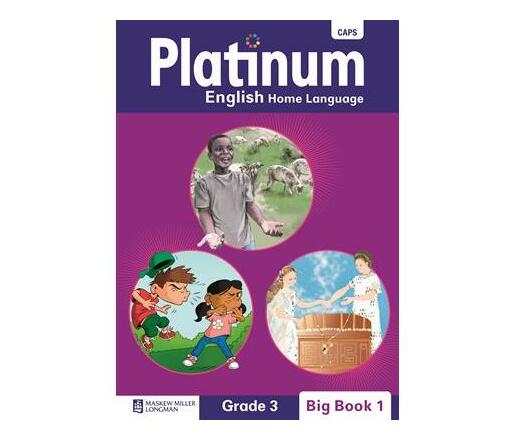 CAPS
Platinum
English Home Language
MASKEW MILLER
LONGMAN
Grade 3
Big Book 1